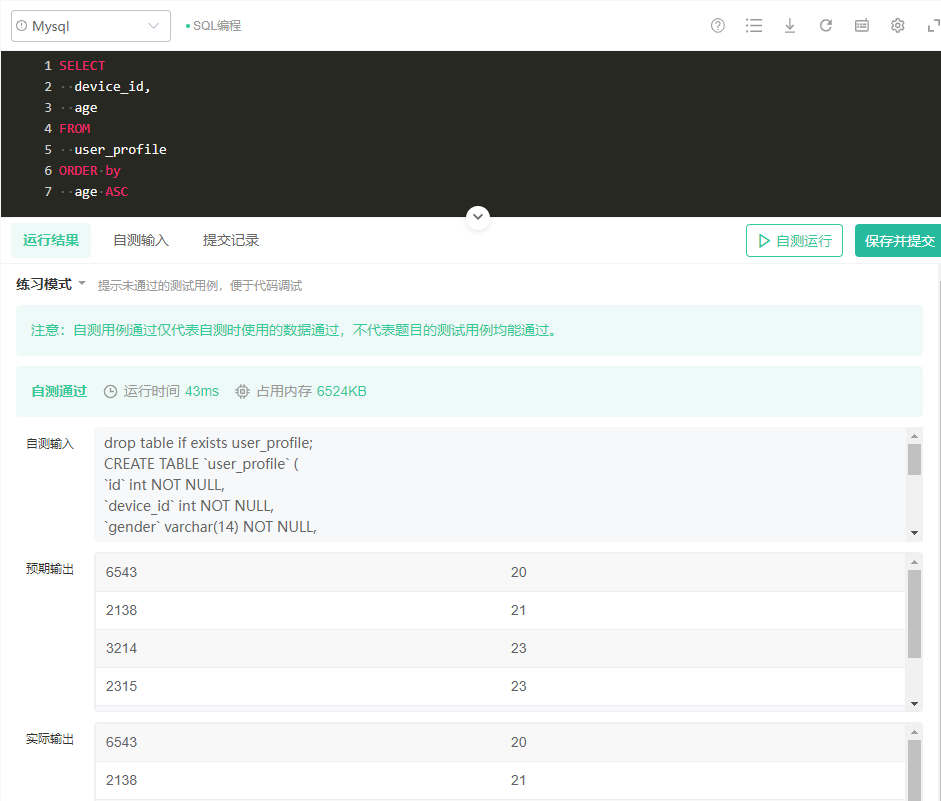 Mysql
SQL编程
1 SELECT
2 device_id,
3 age
4 FROM
5 user_profile
6 ORDER by
7 age ASC
运行结果 自测输入 提交记录 自测运行 保存并提交
练习模式 提示未通过的测试用例，便于代码调试
注意：自测用例通过仅代表自测时使用的数据通过，不代表题目的测试用例均能通过。
自测通过 运行时间 43ms 占用内存 6524KB
自测输入
drop table if exists user_profile;
CREATE TABLE `user_profile` (
`id` int NOT NULL,
`device_id` int NOT NULL,
`gender` varchar(14) NOT NULL,
预期输出
6543 20
2138 21
3214 23
2315 23
实际输出
6543 20
2138 21